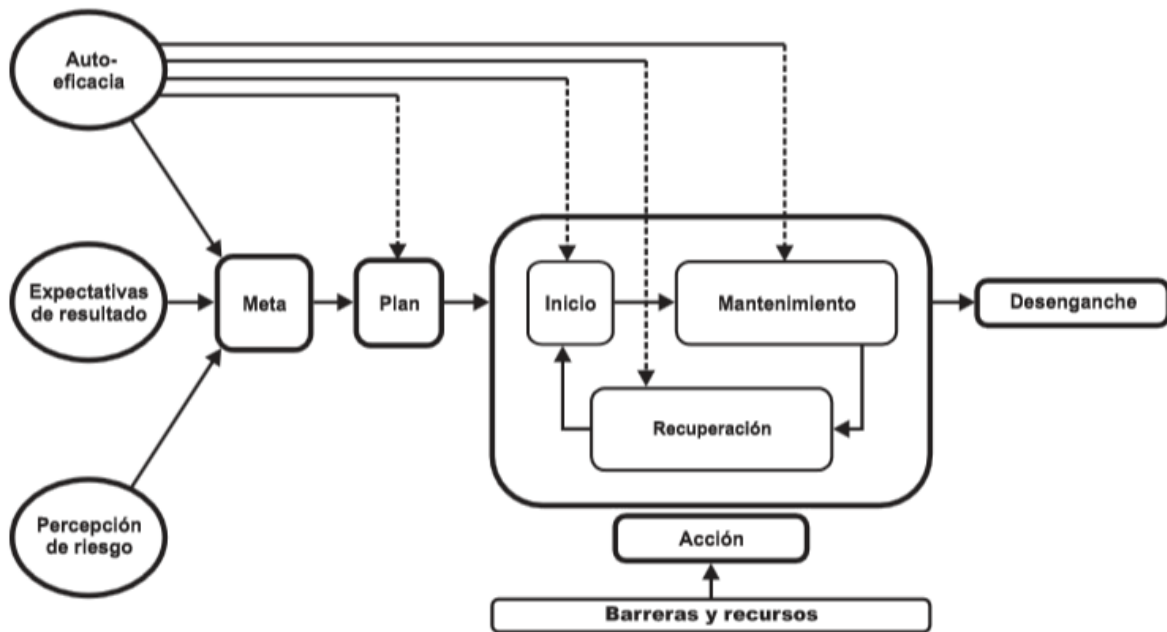 Auto-
eficacia
Expectativas
de resultado
Meta
Plan
Inicio
Mantenimiento
Desenganche
Recuperación
Percepción
de riesgo
Acción
Barreras y recursos